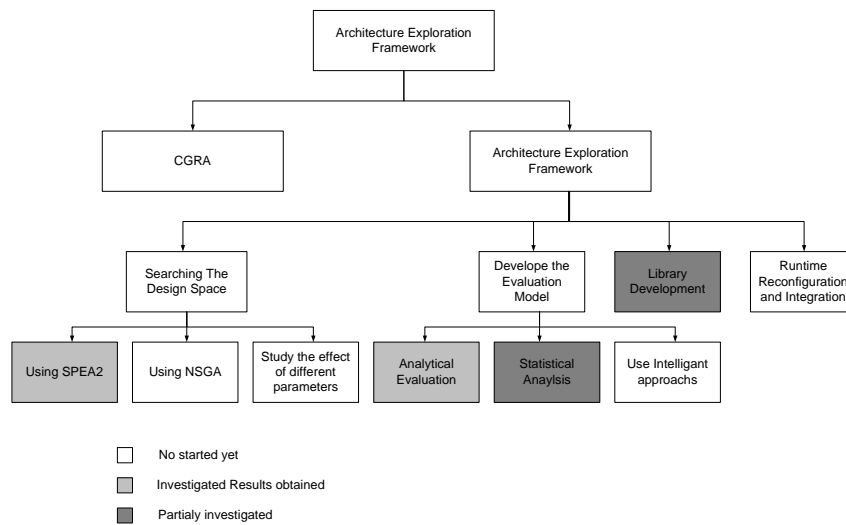 Architecture Exploration
Framework
CGRA
Architecture Exploration
Framework
Searching The
Design Space
Develope the
Evaluation
Model
Library
Development
Runtime
Reconfiguration
and Integration
Using SPEA2
Using NSGA
Study the effect
of different
parameters
Analytical
Evaluation
Statistical
Anaylsis
Use Intelligant
approachs
No started yet
Investigated Results obtained
Partialy investigated